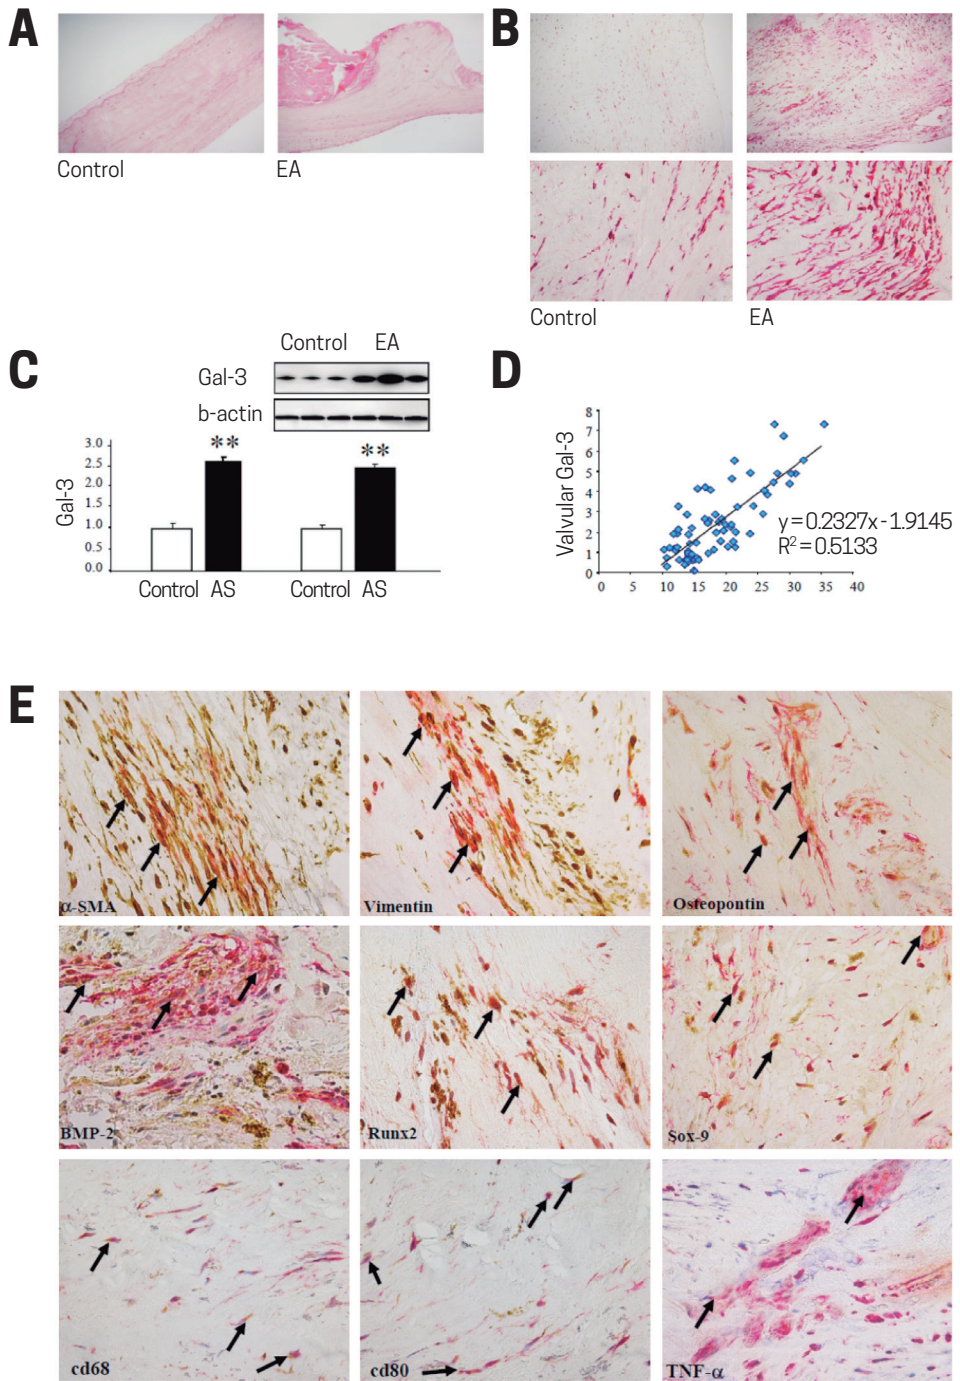 A
B
Control
EA
Control
EA
C
D
Control EA
Gal-3
b-actin
3.0
2.5
2.0
1.0
0.5
0.0
Gal-3
**
**
Control AS
Control AS
Valvular Gal-3
8
7
6
5
4
3
2
1
0
0 5 10 15 20 25 30 35 40
y=0.2327x-1.9145
R²=0.5133
E
α-SMA
Vimentin
Osteopontin
BMP-2
Runx2
Sox-9
cd68
cd80
TNF-α